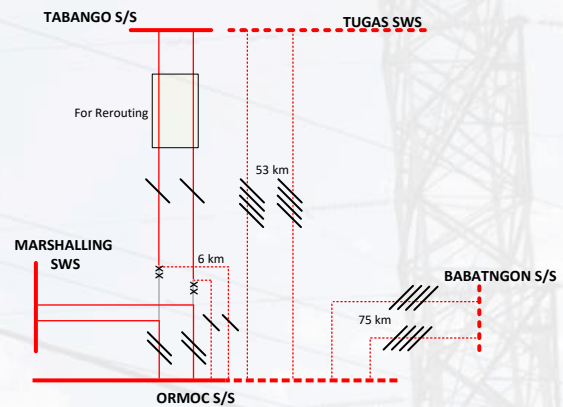 TABANGO S/S
TUGAS SWS
For Rerouting
53 km
MARSHALLING
SWS
6 km
BABATNGON S/S
75 km
ORMOC S/S